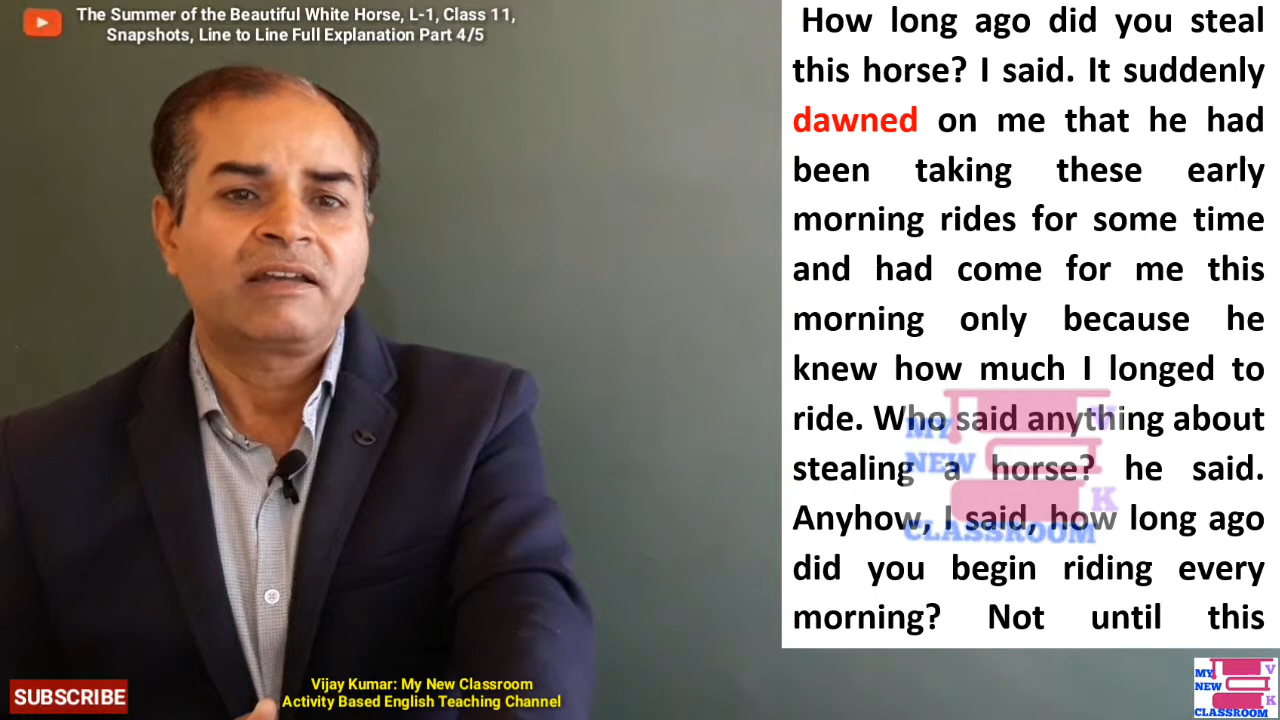 The Summer of the Beautiful White Horse, L-1, Class 11,
Snapshots, Line to Line Full Explanation Part 4/5
How long ago did you steal
this horse? I said. It suddenly
dawned on me that he had
been taking these early
morning rides for some time
and had come for me this
morning only because he
knew how much I longed to
ride. Who said anything about
stealing a horse? he said.
Anyhow, I said, how long ago
did you begin riding every
morning? Not until this
MY
NEW
CLASSROOM
V
K
SUBSCRIBE
Vijay Kumar: My New Classroom
Activity Based English Teaching Channel
MY
NEW
CLASSROOM
V
K